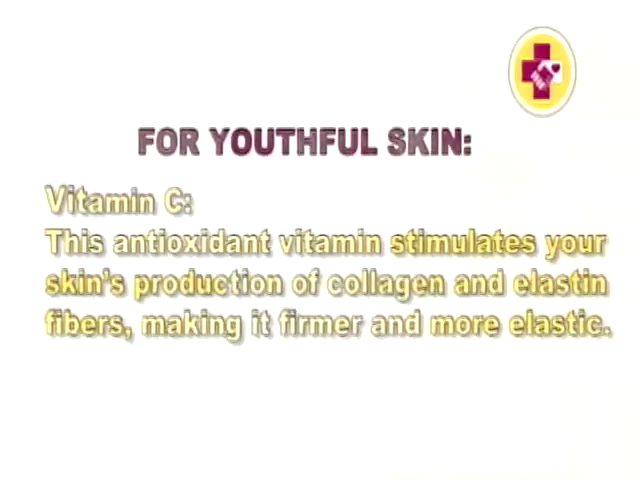 FOR YOUTHFUL SKIN:
Vitamin C:
This antioxidant vitamin stimulates your
skin's production of collagen and elastin
fibers, making it firmer and more elastic.